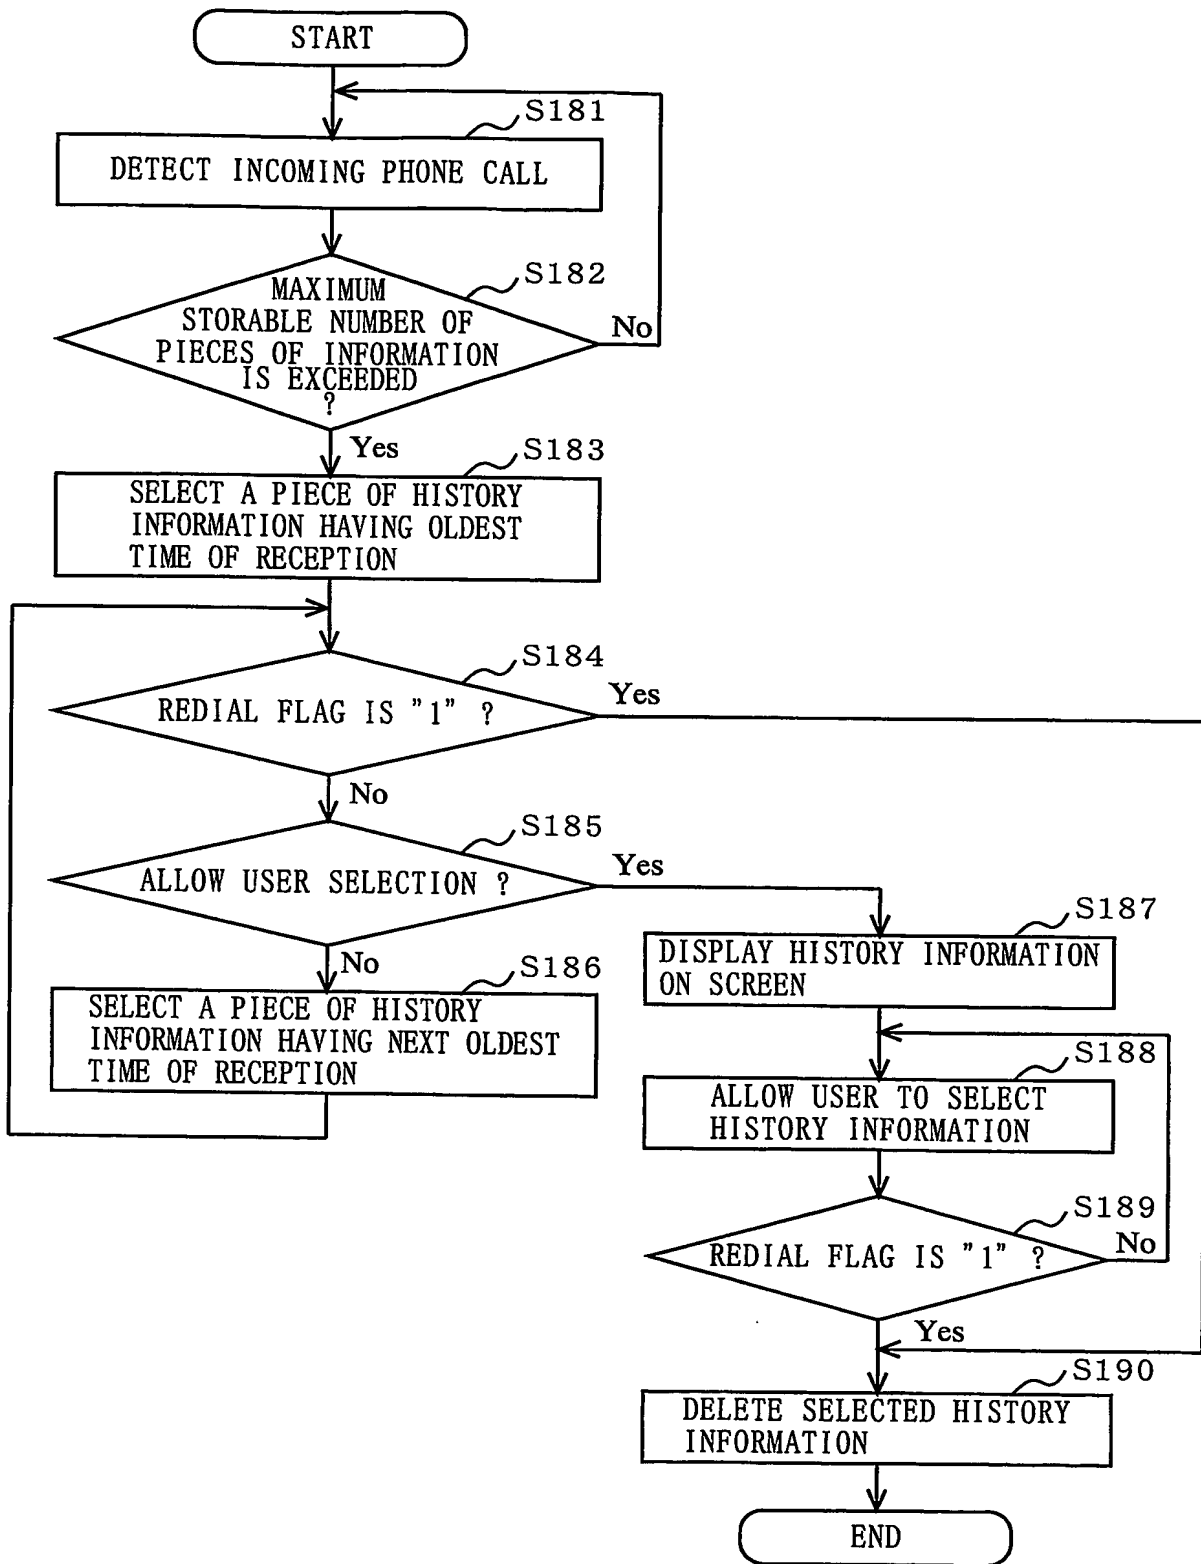 START
S181
DETECT INCOMING PHONE CALL
S182
MAXIMUM
STORABLE NUMBER OF
PIECES OF INFORMATION
IS EXCEEDED
?
No
Yes
S183
SELECT A PIECE OF HISTORY
INFORMATION HAVING OLDEST
TIME OF RECEPTION
S184
REDIAL FLAG IS "1" ?
Yes
No
S185
ALLOW USER SELECTION ?
Yes
No
S186
SELECT A PIECE OF HISTORY
INFORMATION HAVING NEXT OLDEST
TIME OF RECEPTION
S187
DISPLAY HISTORY INFORMATION
ON SCREEN
S188
ALLOW USER TO SELECT
HISTORY INFORMATION
S189
REDIAL FLAG IS "1" ?
No
Yes
S190
DELETE SELECTED HISTORY
INFORMATION
END